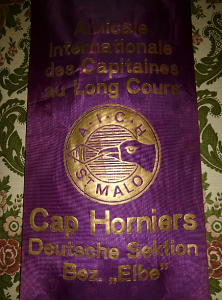 Amicale
Internationale
des Capitaines
au Long Cours
A·I·C·H
ST MALO
Cap Horniers
Deutsche Sektion
Bez. „Elbe"